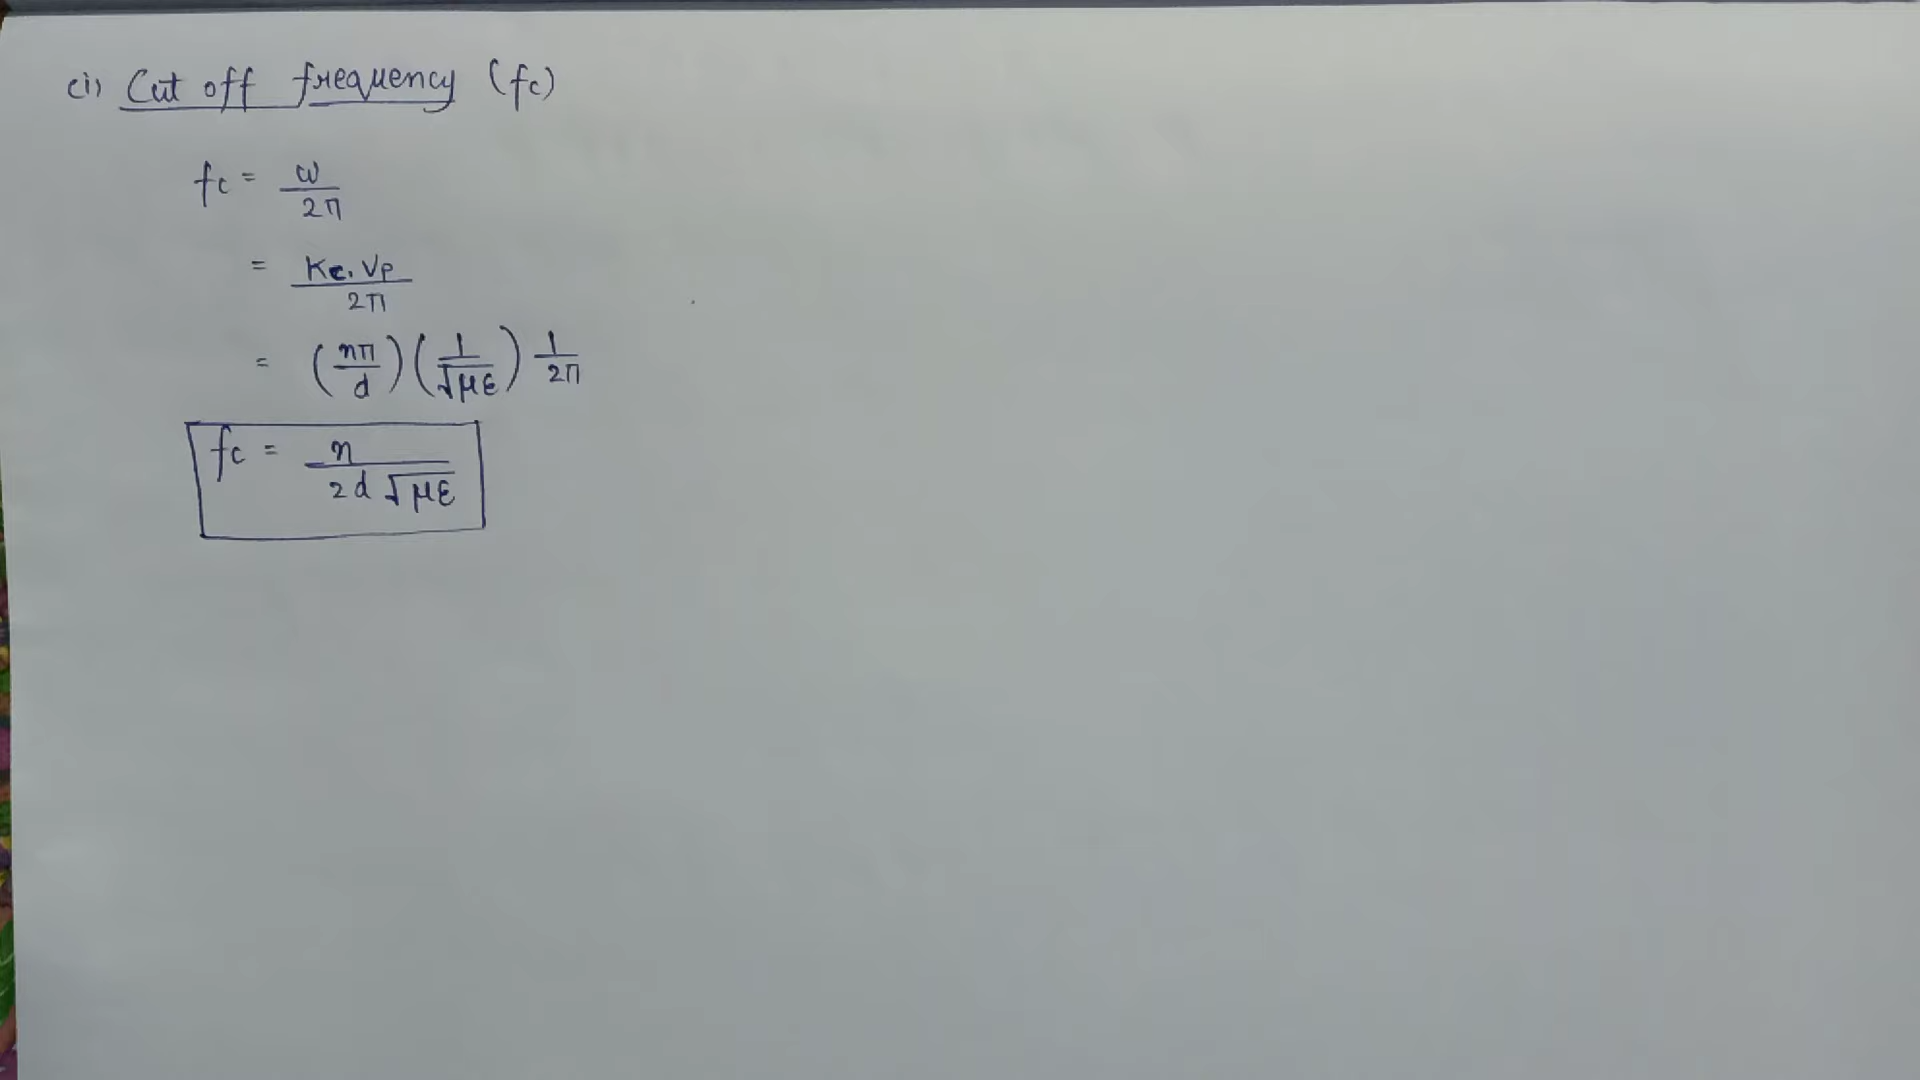 (i) Cut off frequency (fc)
fc = ω/2π
= Kc. Vp/2π
= (nπ/d) (1/√με) 1/2π
fc = n/2d √με